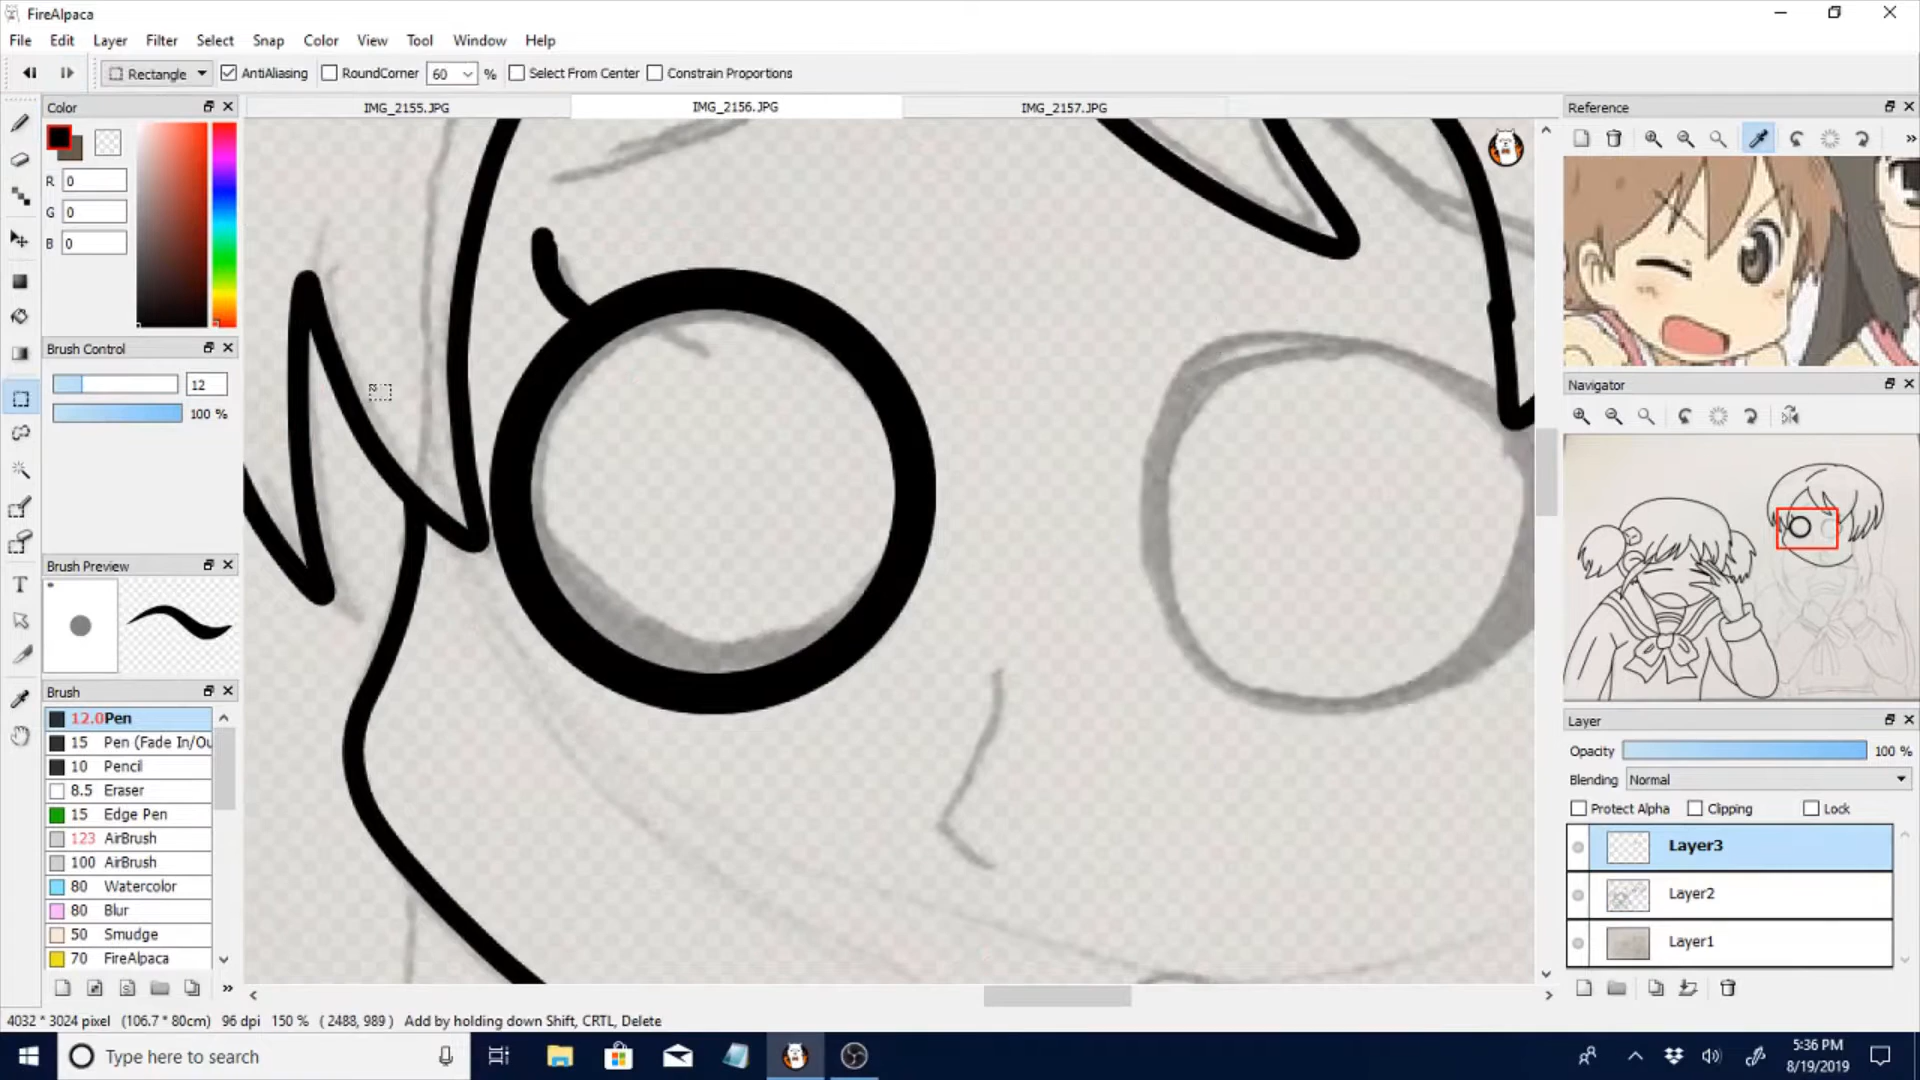 FireAlpaca
File Edit Layer Filter Select Snap Color View Tool Window Help
Rectangle AntiAliasing RoundCorner 60 % Select From Center Constrain Proportions
Color
IMG_2155.JPG IMG_2156.JPG IMG_2157.JPG
Reference
R 0
G 0
B 0
Brush Control
12
100 %
Navigator
Brush Preview
Brush
12.0 Pen
15 Pen (Fade In/Ou
10 Pencil
8.5 Eraser
15 Edge Pen
123 AirBrush
100 AirBrush
80 Watercolor
80 Blur
50 Smudge
70 FireAlpaca
Layer
Opacity 100 %
Blending Normal
Protect Alpha Clipping Lock
Layer3
Layer2
Layer1
4032 * 3024 pixel (106.7 * 80cm) 96 dpi 150 % ( 2488, 989 ) Add by holding down Shift, CRTL, Delete
Type here to search
5:36 PM
8/19/2019